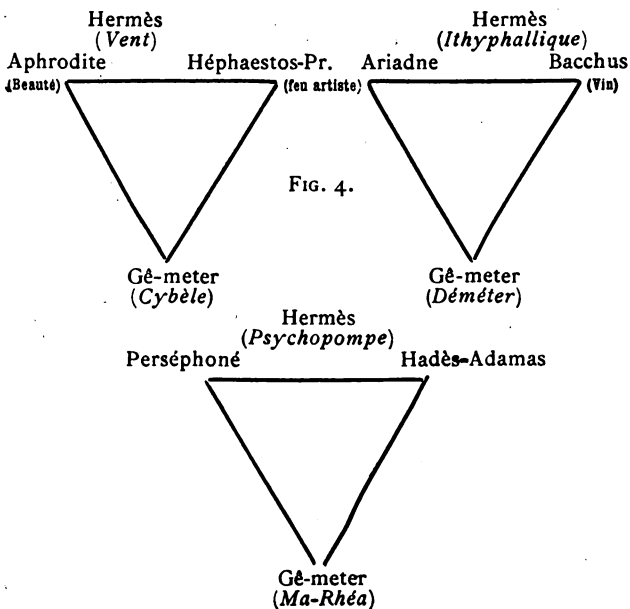 Hermès
(Vent)
Aphrodite
(Beauté)
Héphaestos-Pr.
(feu artiste)
Gê-meter
(Cybèle)
Hermès
(Ithyphallique)
Ariadne
Bacchus
(Vin)
Gê-meter
(Déméter)
FIG. 4.
Hermès
(Psychopompe)
Perséphoné
Hadès-Adamas
Gê-meter
(Ma-Rhéa)